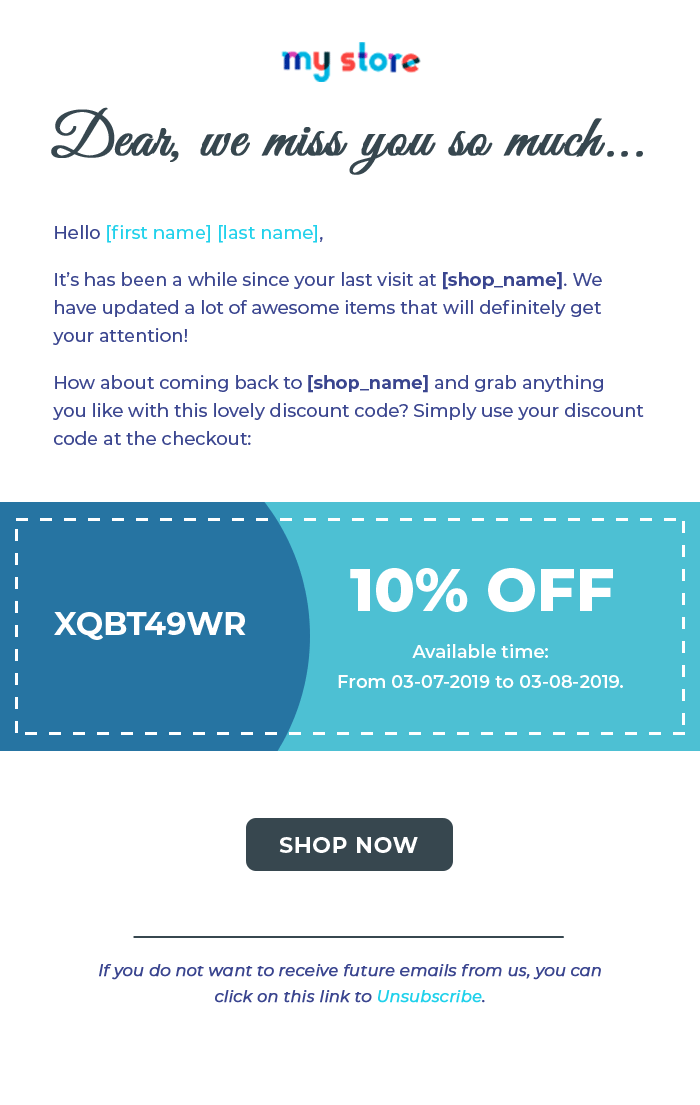 my store
Dear, we miss you so much...
Hello [first name] [last name],
It's has been a while since your last visit at [shop_name]. We
have updated a lot of awesome items that will definitely get
your attention!
How about coming back to [shop_name] and grab anything
you like with this lovely discount code? Simply use your discount
code at the checkout:
XQBT49WR
10% OFF
Available time:
From 03-07-2019 to 03-08-2019.
SHOP NOW
If you do not want to receive future emails from us, you can
click on this link to Unsubscribe.